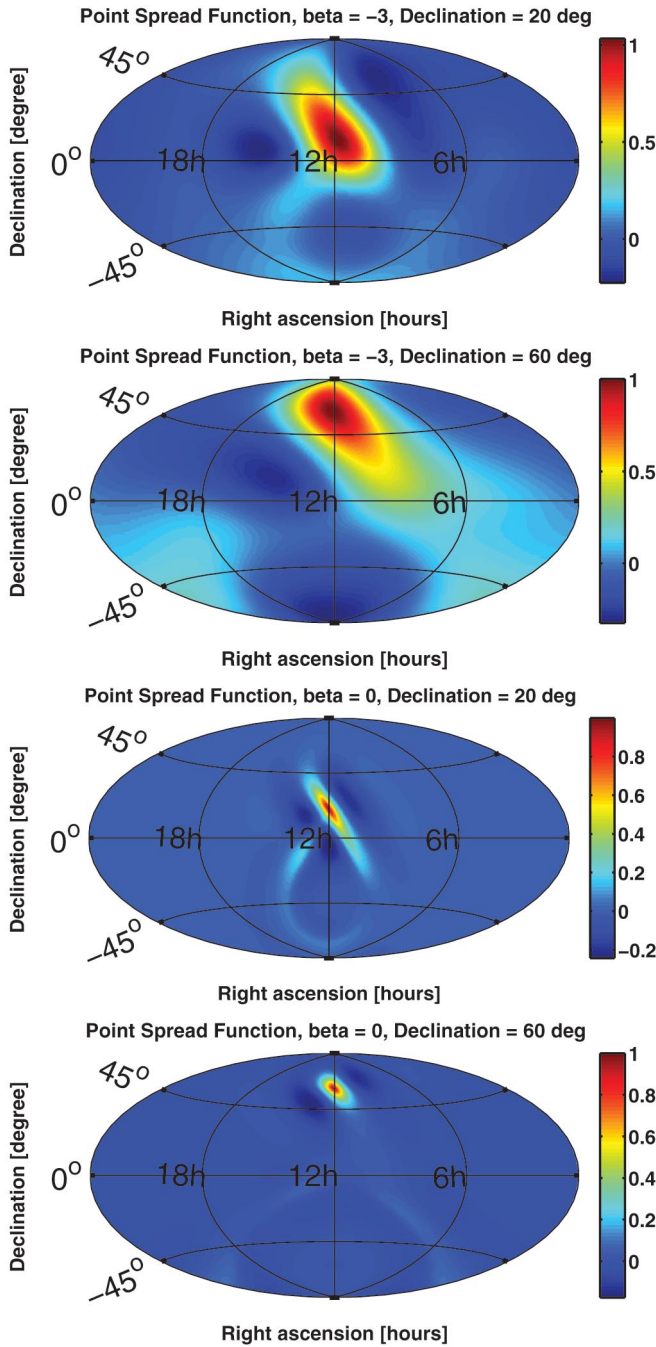 Point Spread Function, beta = −3, Declination = 20 deg
Declination [degree]
45°
0°
−45°
18h
12h
6h
1
0.5
0
Right ascension [hours]
Point Spread Function, beta = −3, Declination = 60 deg
Declination [degree]
45°
0°
−45°
18h
12h
6h
1
0.5
0
Right ascension [hours]
Point Spread Function, beta = 0, Declination = 20 deg
Declination [degree]
45°
0°
−45°
18h
12h
6h
0.8
0.6
0.4
0.2
0
−0.2
Right ascension [hours]
Point Spread Function, beta = 0, Declination = 60 deg
Declination [degree]
45°
0°
−45°
18h
12h
6h
1
0.8
0.6
0.4
0.2
0
Right ascension [hours]